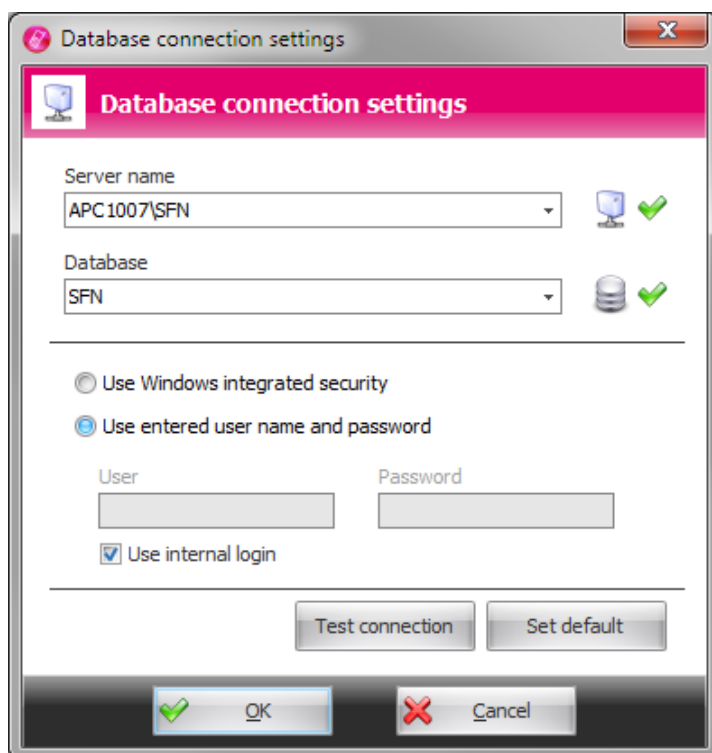 Database connection settings
Database connection settings
Server name
APC1007\SFN
Database
SFN
Use Windows integrated security
Use entered user name and password
User Password
Use internal login
Test connection Set default
OK Cancel